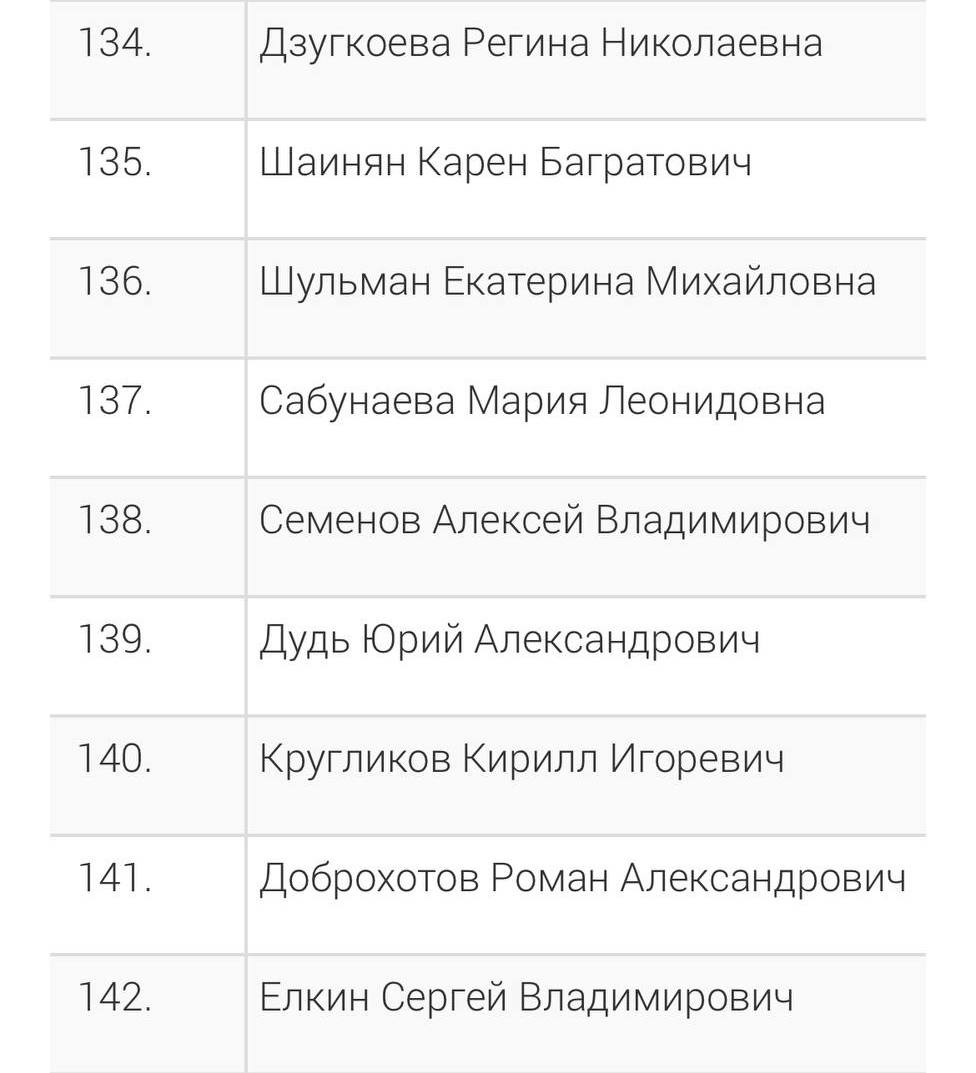 134. Дзугкоева Регина Николаевна
135. Шаинян Карен Багратович
136. Шульман Екатерина Михайловна
137. Сабунаева Мария Леонидовна
138. Семенов Алексей Владимирович
139. Дудь Юрий Александрович
140. Кругликов Кирилл Игоревич
141. Доброхотов Роман Александрович
142. Елкин Сергей Владимирович